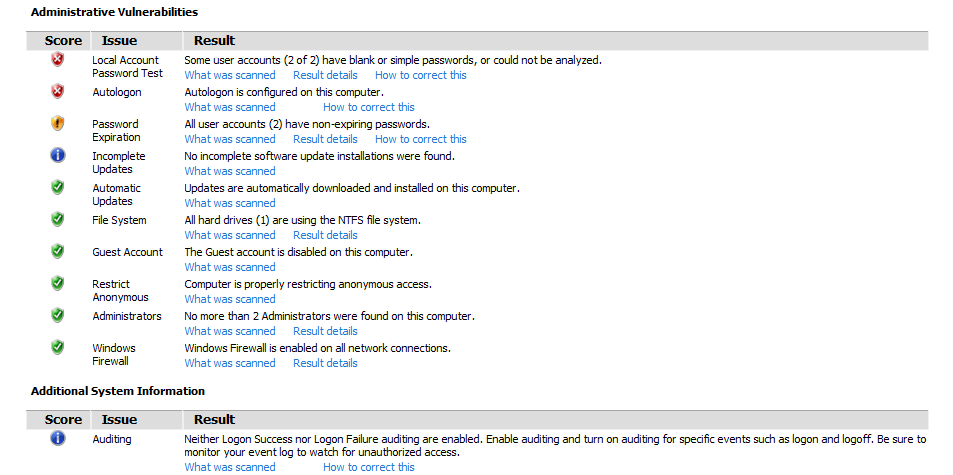 Administrative Vulnerabilities
Score Issue Result
Local Account Password Test Some user accounts (2 of 2) have blank or simple passwords, or could not be analyzed.
What was scanned Result details How to correct this
Autologon Autologon is configured on this computer.
What was scanned How to correct this
Password Expiration All user accounts (2) have non-expiring passwords.
What was scanned Result details How to correct this
Incomplete Updates No incomplete software update installations were found.
What was scanned
Automatic Updates Updates are automatically downloaded and installed on this computer.
What was scanned
File System All hard drives (1) are using the NTFS file system.
What was scanned Result details
Guest Account The Guest account is disabled on this computer.
What was scanned
Restrict Anonymous Computer is properly restricting anonymous access.
What was scanned
Administrators No more than 2 Administrators were found on this computer.
What was scanned Result details
Windows Firewall Windows Firewall is enabled on all network connections.
What was scanned Result details
Additional System Information
Score Issue Result
Auditing Neither Logon Success nor Logon Failure auditing are enabled. Enable auditing and turn on auditing for specific events such as logon and logoff. Be sure to
monitor your event log to watch for unauthorized access.
What was scanned How to correct this